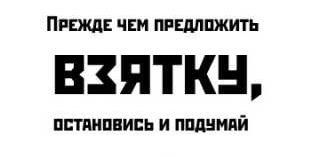 Прежде чем предложить
взятку,
остановись и подумай